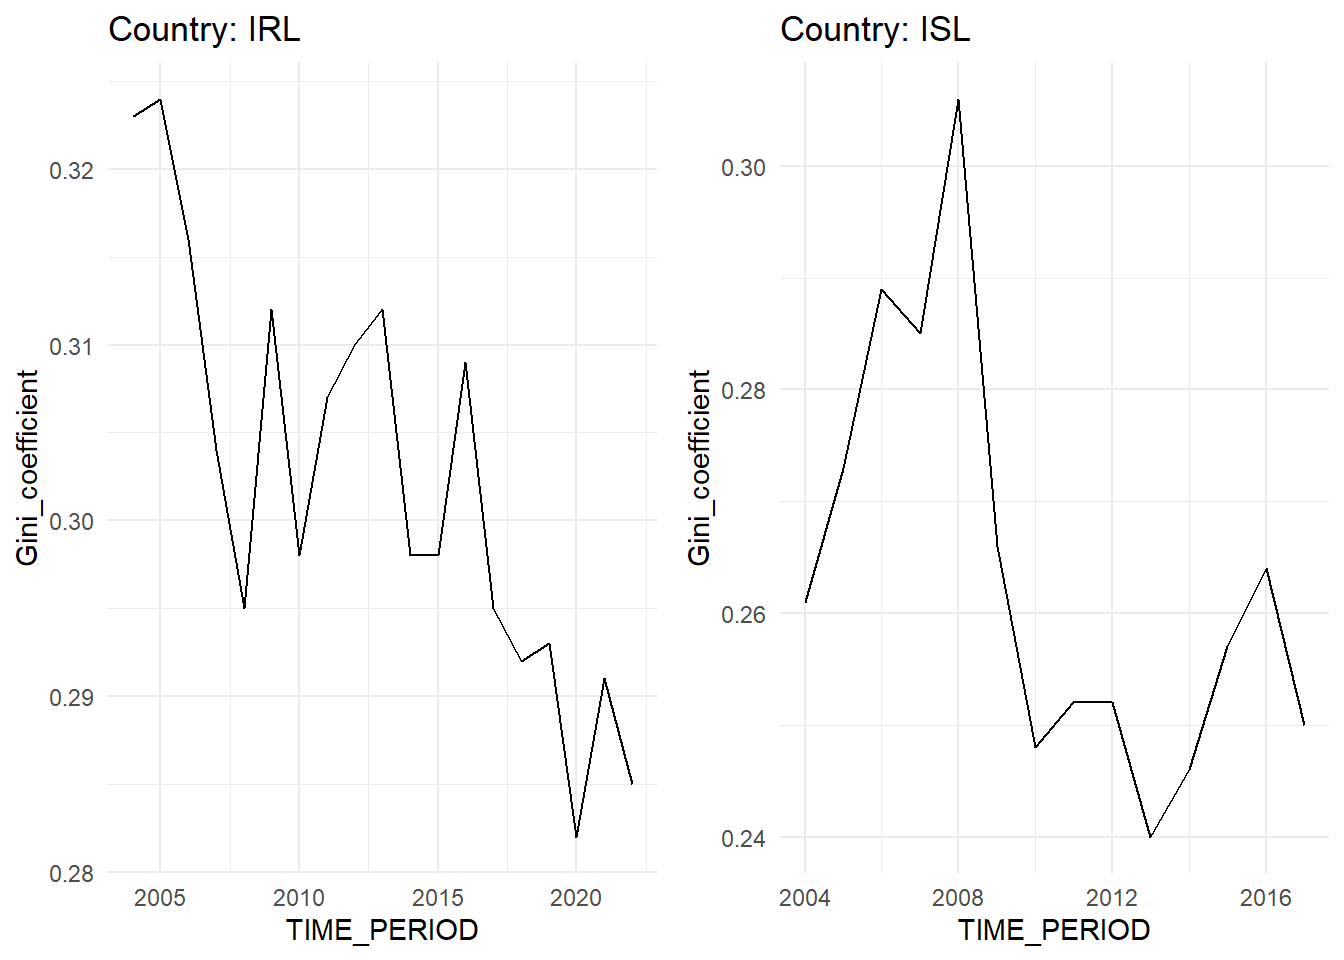 Country: IRL
Gini_coefficient
0.32
0.31
0.30
0.29
0.28
2005 2010 2015 2020
TIME_PERIOD
Country: ISL
Gini_coefficient
0.30
0.28
0.26
0.24
2004 2008 2012 2016
TIME_PERIOD